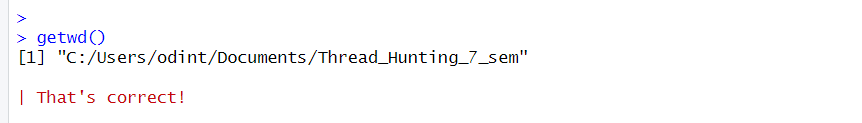 >
> getwd()
[1] "C:/Users/odint/Documents/Thread_Hunting_7_sem"
| That's correct!